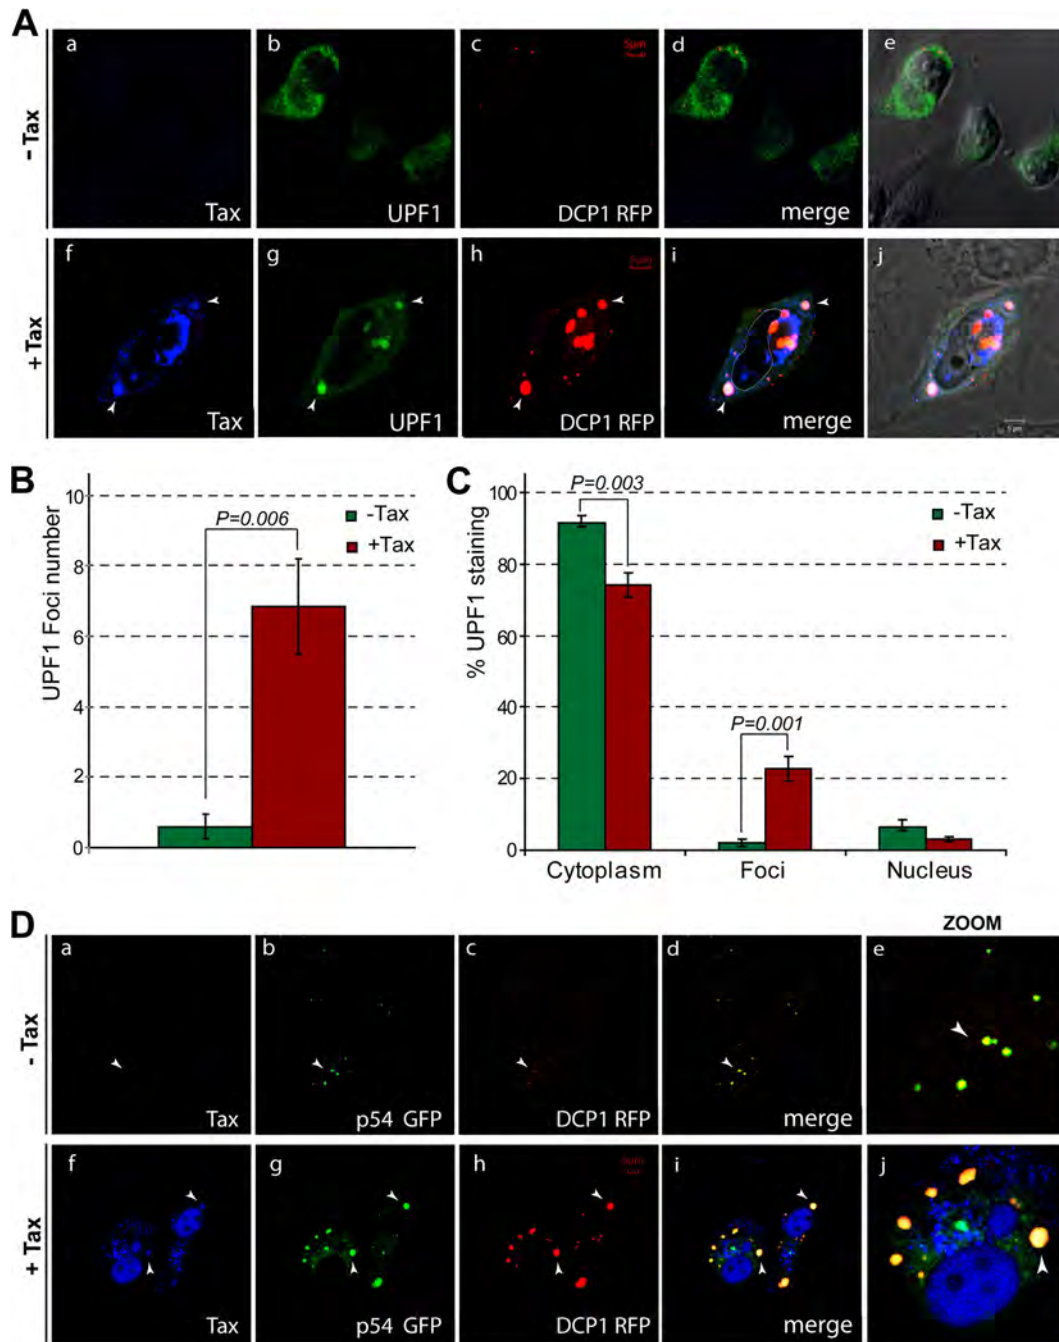 A
a b c 5μm d e
- Tax
Tax UPF1 DCP1 RFP merge
f g h i j
+ Tax
Tax UPF1 DCP1 RFP merge
B
UPF1 Foci number
10
8
6
4
2
0
P=0.006
-Tax
+Tax
C
% UPF1 staining
100
80
60
40
20
0
P=0.003
-Tax
+Tax
P=0.001
Cytoplasm Foci Nucleus
D
ZOOM
a b c d e
- Tax
Tax p54 GFP DCP1 RFP merge
f g h i j
+ Tax
Tax p54 GFP DCP1 RFP merge